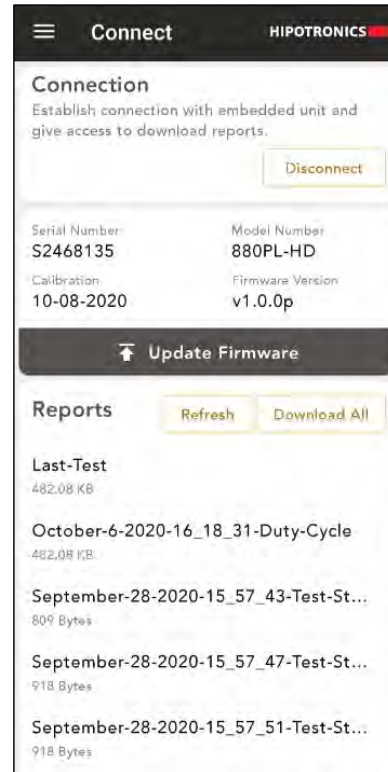 Connect
HIPOTRONICS
Connection
Establish connection with embedded unit and
give access to download reports.
Disconnect
Serial Number
Model Number
S2468135
880PL-HD
Calibration
Firmware Version
10-08-2020
v1.0.0p
Update Firmware
Reports
Refresh
Download All
Last-Test
482.08 KB
October-6-2020-16_18_31-Duty-Cycle
482.08 KB
September-28-2020-15_57_43-Test-St...
809 Bytes
September-28-2020-15_57_47-Test-St...
918 Bytes
September-28-2020-15_57_51-Test-St...
918 Bytes